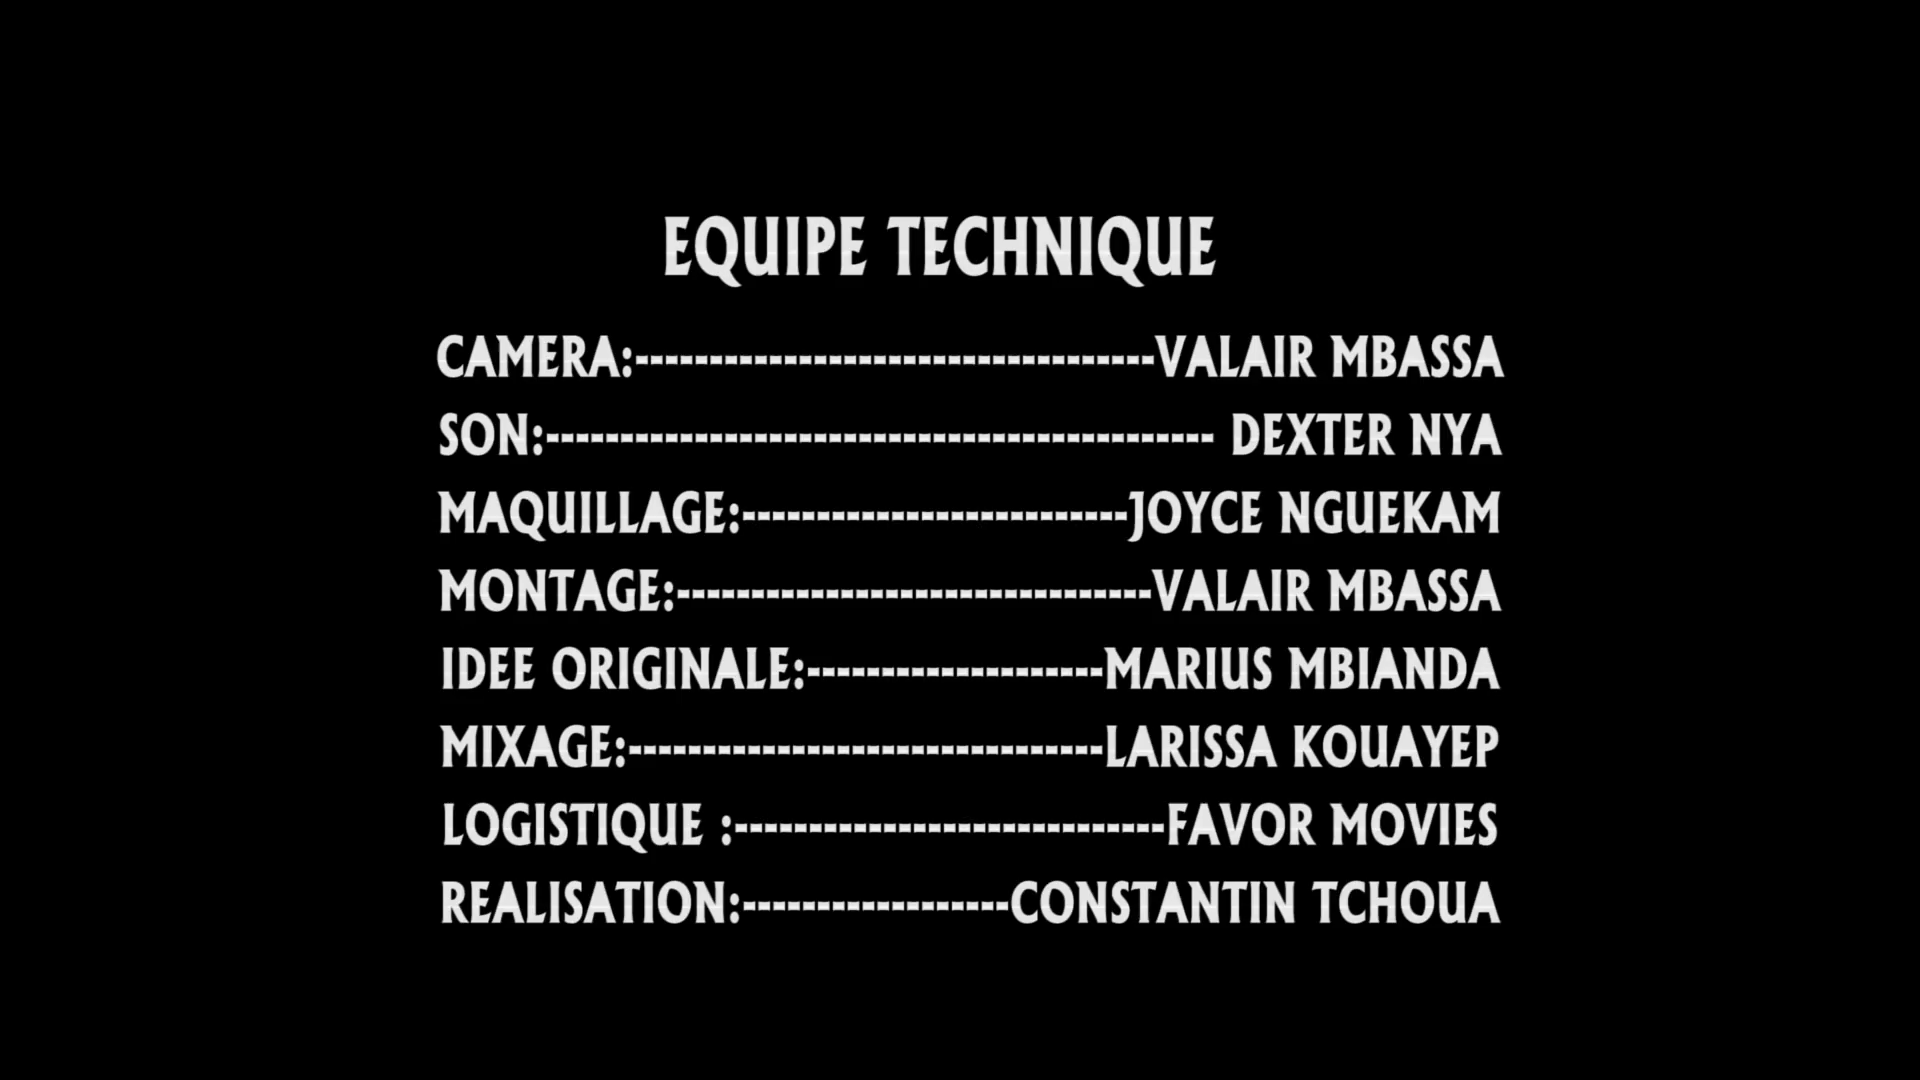 EQUIPE TECHNIQUE
CAMERA:-----------------------------------VALAIR MBASSA
SON:--------------------------------------------- DEXTER NYA
MAQUILLAGE:--------------------------JOYCE NGUEKAM
MONTAGE:--------------------------------VALAIR MBASSA
IDEE ORIGINALE:--------------------MARIUS MBIANDA
MIXAGE:--------------------------------LARISSA KOUAYEP
LOGISTIQUE :-----------------------------FAVOR MOVIES
REALISATION:------------------CONSTANTIN TCHOUA